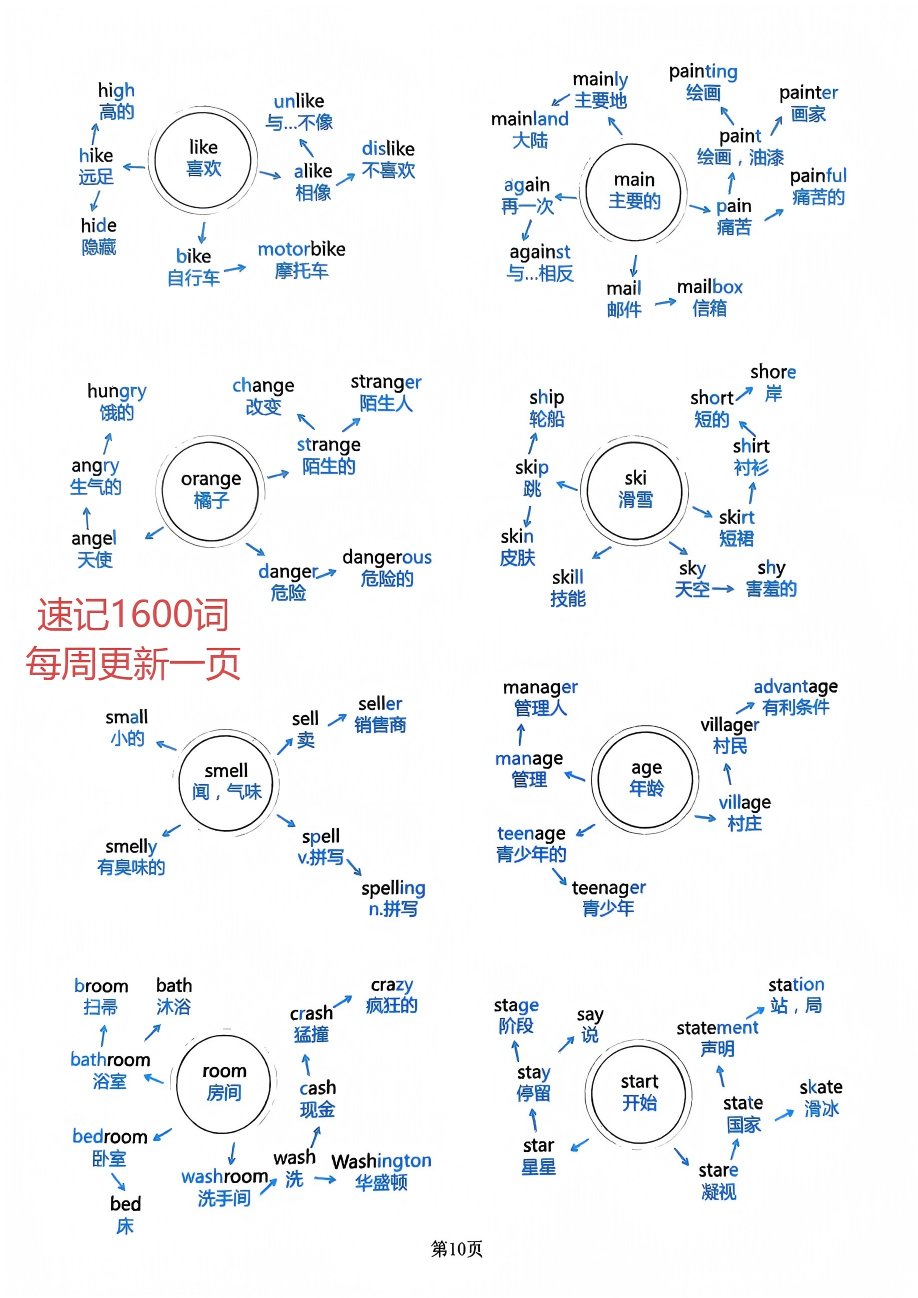 like
喜欢
high
高的
hike
远足
hide
隐藏
unlike
与...不像
alike
相像
dislike
不喜欢
bike
自行车
motorbike
摩托车
main
主要的
mainly
主要地
mainland
大陆
again
再一次
against
与...相反
mail
邮件
mailbox
信箱
pain
痛苦
painful
痛苦的
paint
绘画，油漆
painting
绘画
painter
画家
orange
橘子
hungry
饿的
angry
生气的
angel
天使
change
改变
strange
陌生的
stranger
陌生人
danger
危险
dangerous
危险的
ski
滑雪
ship
轮船
skip
跳
skin
皮肤
skill
技能
sky
天空
shy
害羞的
skirt
短裙
shirt
衬衫
short
短的
shore
岸
速记1600词
每周更新一页
smell
闻，气味
small
小的
smelly
有臭味的
sell
卖
seller
销售商
spell
v.拼写
spelling
n.拼写
age
年龄
manager
管理人
manage
管理
teenage
青少年的
teenager
青少年
village
村庄
villager
村民
advantage
有利条件
room
房间
broom
扫帚
bath
沐浴
bathroom
浴室
bedroom
卧室
bed
床
washroom
洗手间
wash
洗
Washington
华盛顿
cash
现金
crash
猛撞
crazy
疯狂的
start
开始
stage
阶段
say
说
stay
停留
star
星星
stare
凝视
state
国家
skate
滑冰
statement
声明
station
站，局
第10页